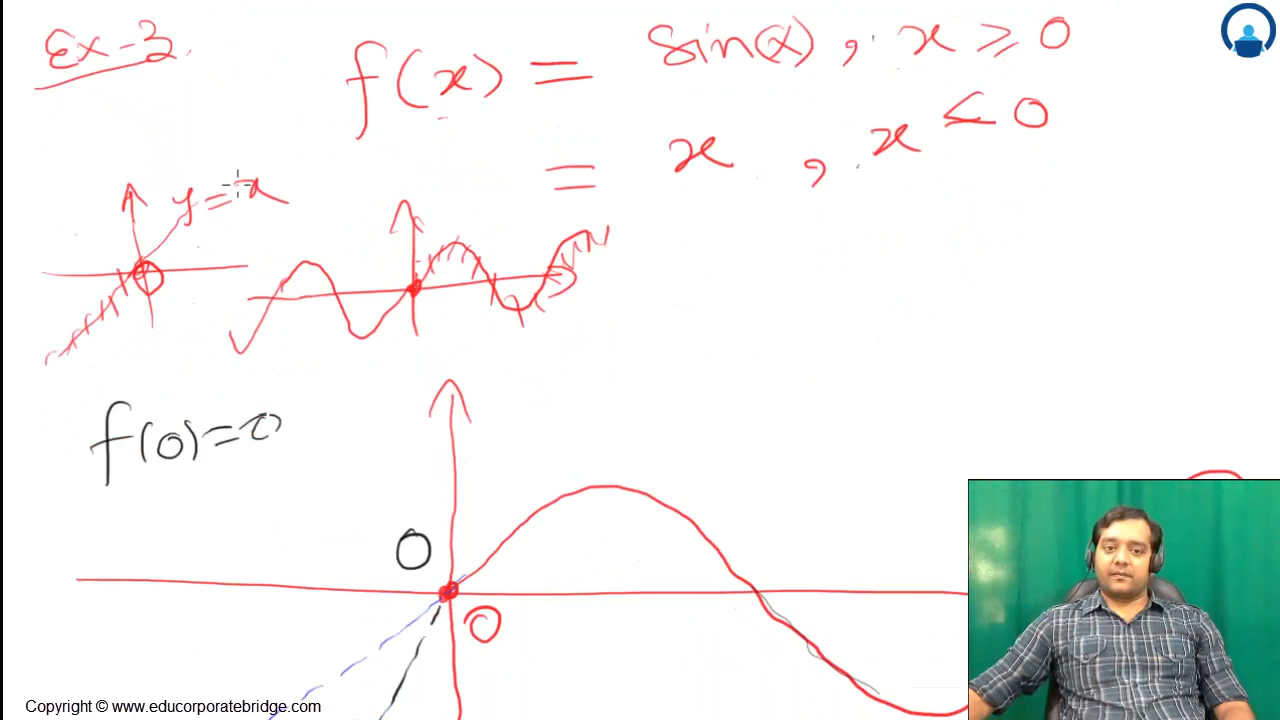 Ex-3.
f(x) = sin(x), x ≥ 0
= x , x ≤ 0
y=x
f(0)=0
0
0
Copyright © www.educorporatebridge.com